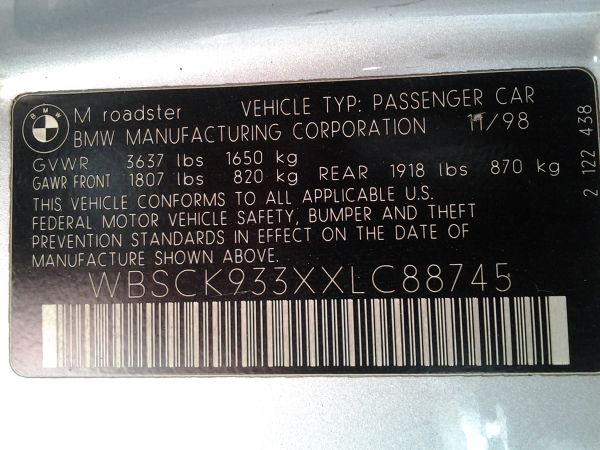 BMW
M roadster VEHICLE TYP: PASSENGER CAR
BMW MANUFACTURING CORPORATION 11/98
GVWR 3637 lbs 1650 kg
GAWR FRONT 1807 lbs 820 kg REAR 1918 lbs 870 kg
THIS VEHICLE CONFORMS TO ALL APPLICABLE U.S.
FEDERAL MOTOR VEHICLE SAFETY, BUMPER AND THEFT
PREVENTION STANDARDS IN EFFECT ON THE DATE OF
MANUFACTURE SHOWN ABOVE.
WBSCK933XXLC88745
2 122 438